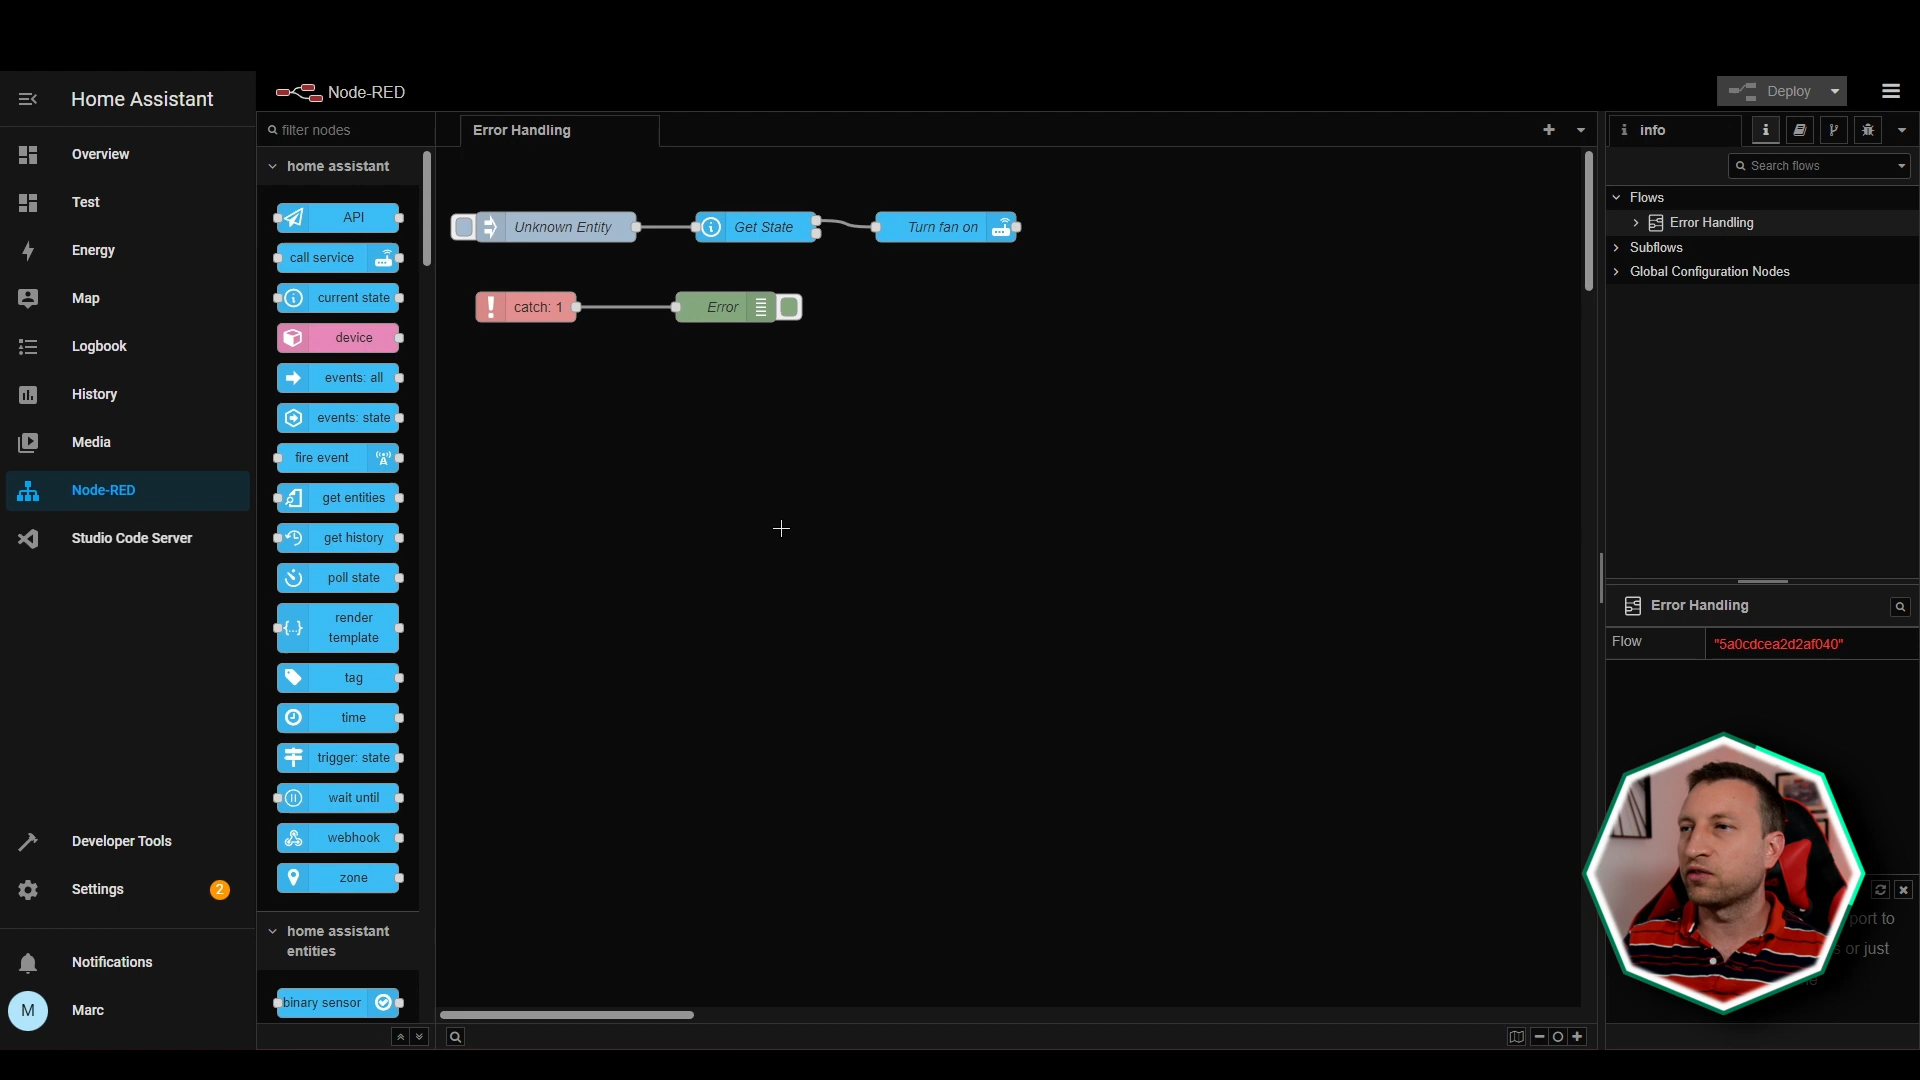 Home Assistant
Overview
Test
Energy
Map
Logbook
History
Media
Node-RED
Studio Code Server
Developer Tools
Settings
2
Notifications
M
Marc
Node-RED
Deploy
filter nodes
home assistant
API
call service
current state
device
events: all
events: state
fire event
get entities
get history
poll state
render
template
tag
time
trigger: state
wait until
webhook
zone
home assistant
entities
binary sensor
Error Handling
Unknown Entity
Get State
Turn fan on
catch: 1
Error
info
Search flows
Flows
Error Handling
Subflows
Global Configuration Nodes
Error Handling
Flow
"5a0cdcea2d2af040"
port to
or just